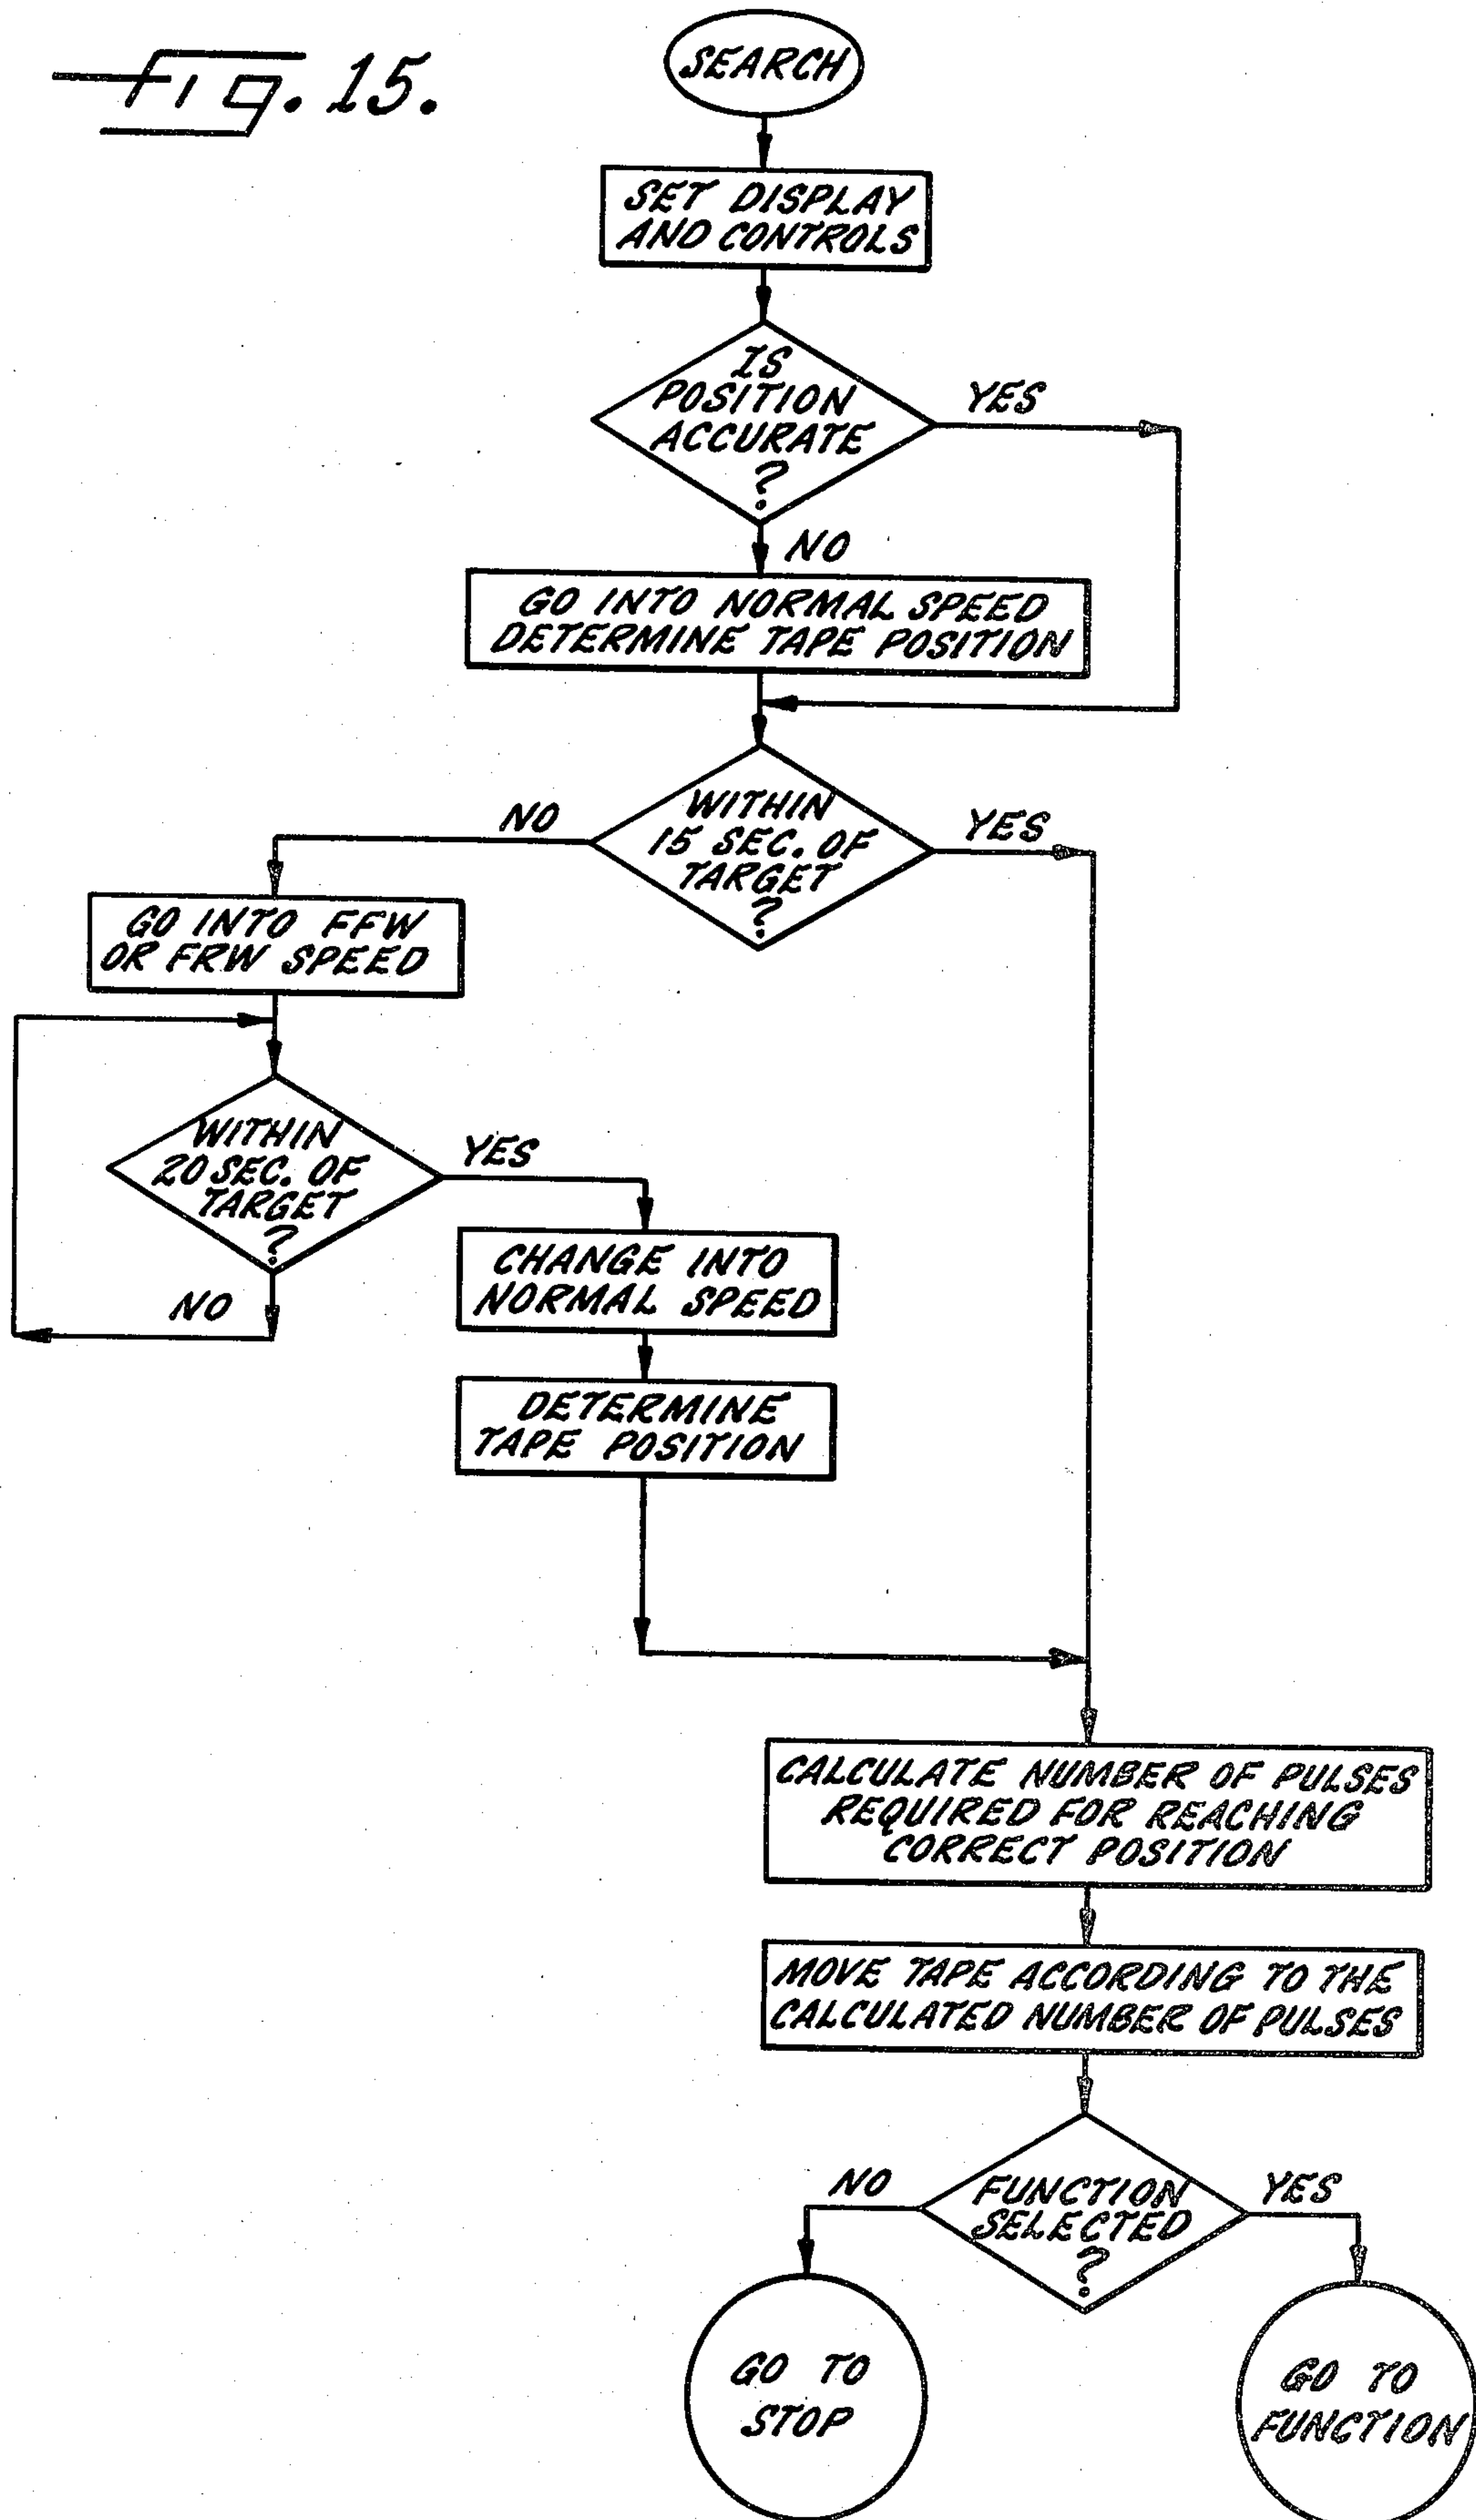 Fig. 15.
SEARCH
SET DISPLAY
AND CONTROLS
IS
POSITION
ACCURATE
?
YES
NO
GO INTO NORMAL SPEED
DETERMINE TAPE POSITION
WITHIN
15 SEC. OF
TARGET
?
NO
YES
GO INTO FFW
OR FRW SPEED
WITHIN
20 SEC. OF
TARGET
?
YES
NO
CHANGE INTO
NORMAL SPEED
DETERMINE
TAPE POSITION
CALCULATE NUMBER OF PULSES
REQUIRED FOR REACHING
CORRECT POSITION
MOVE TAPE ACCORDING TO THE
CALCULATED NUMBER OF PULSES
FUNCTION
SELECTED
?
NO
YES
GO TO
STOP
GO TO
FUNCTION